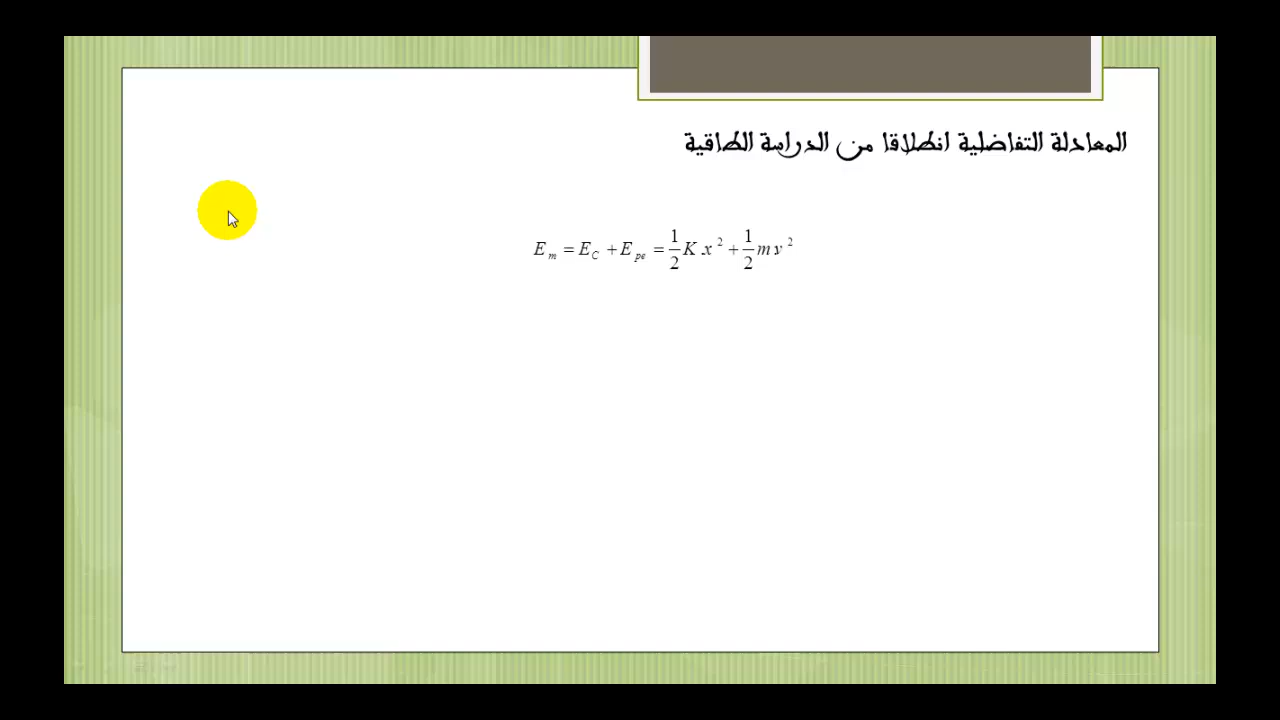 المعادلة التفاضلية انطلاقا من الدراسة الطاقية
E_m = E_C + E_pe = 1/2 K.x² + 1/2 m.v²